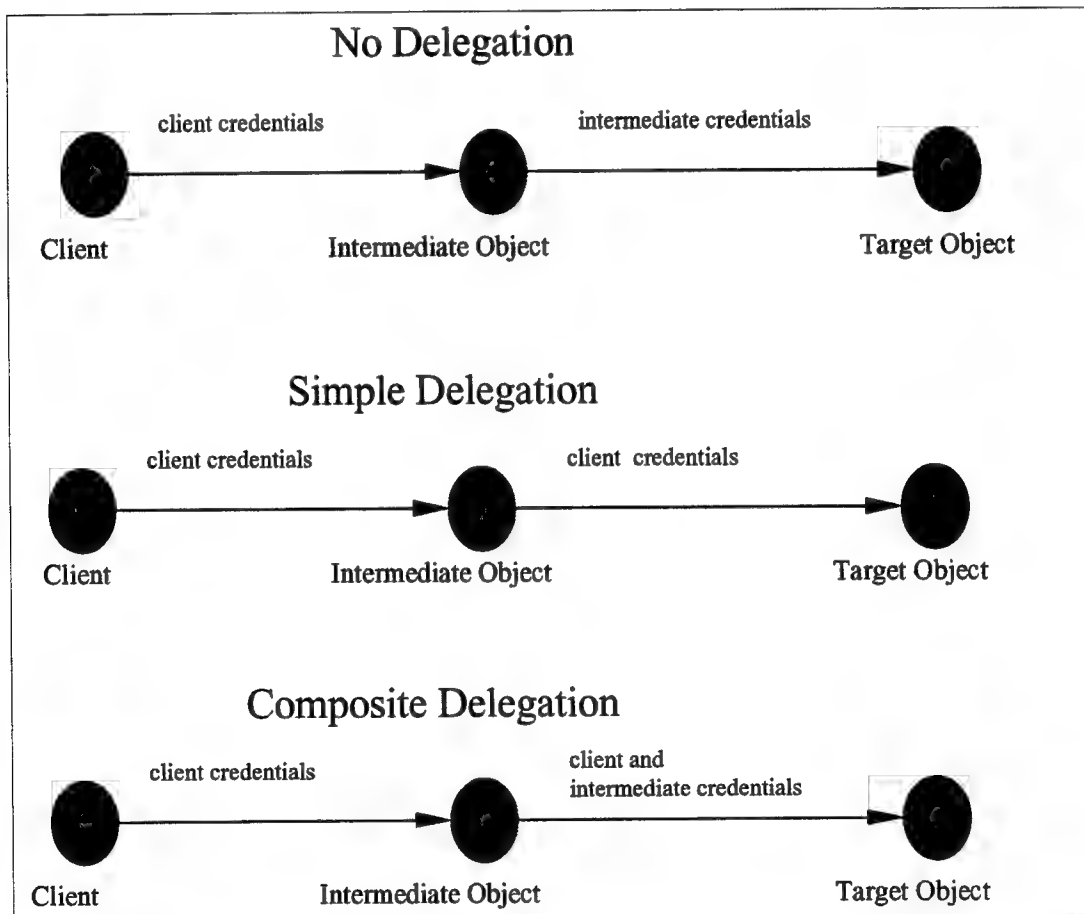 No Delegation
client credentials
intermediate credentials
Client
Intermediate Object
Target Object
Simple Delegation
client credentials
client credentials
Client
Intermediate Object
Target Object
Composite Delegation
client credentials
client and
intermediate credentials
Client
Intermediate Object
Target Object